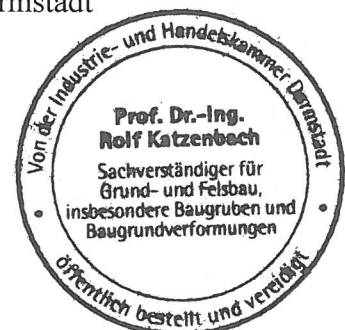 rmstadt
Von der Industrie- und Handelskammer Darmstadt
Prof. Dr.-Ing.
Rolf Katzenbach
Sachverständiger für
Grund- und Felsbau,
insbesondere Baugruben und
Baugrundverformungen
öffentlich bestellt und vereidigt